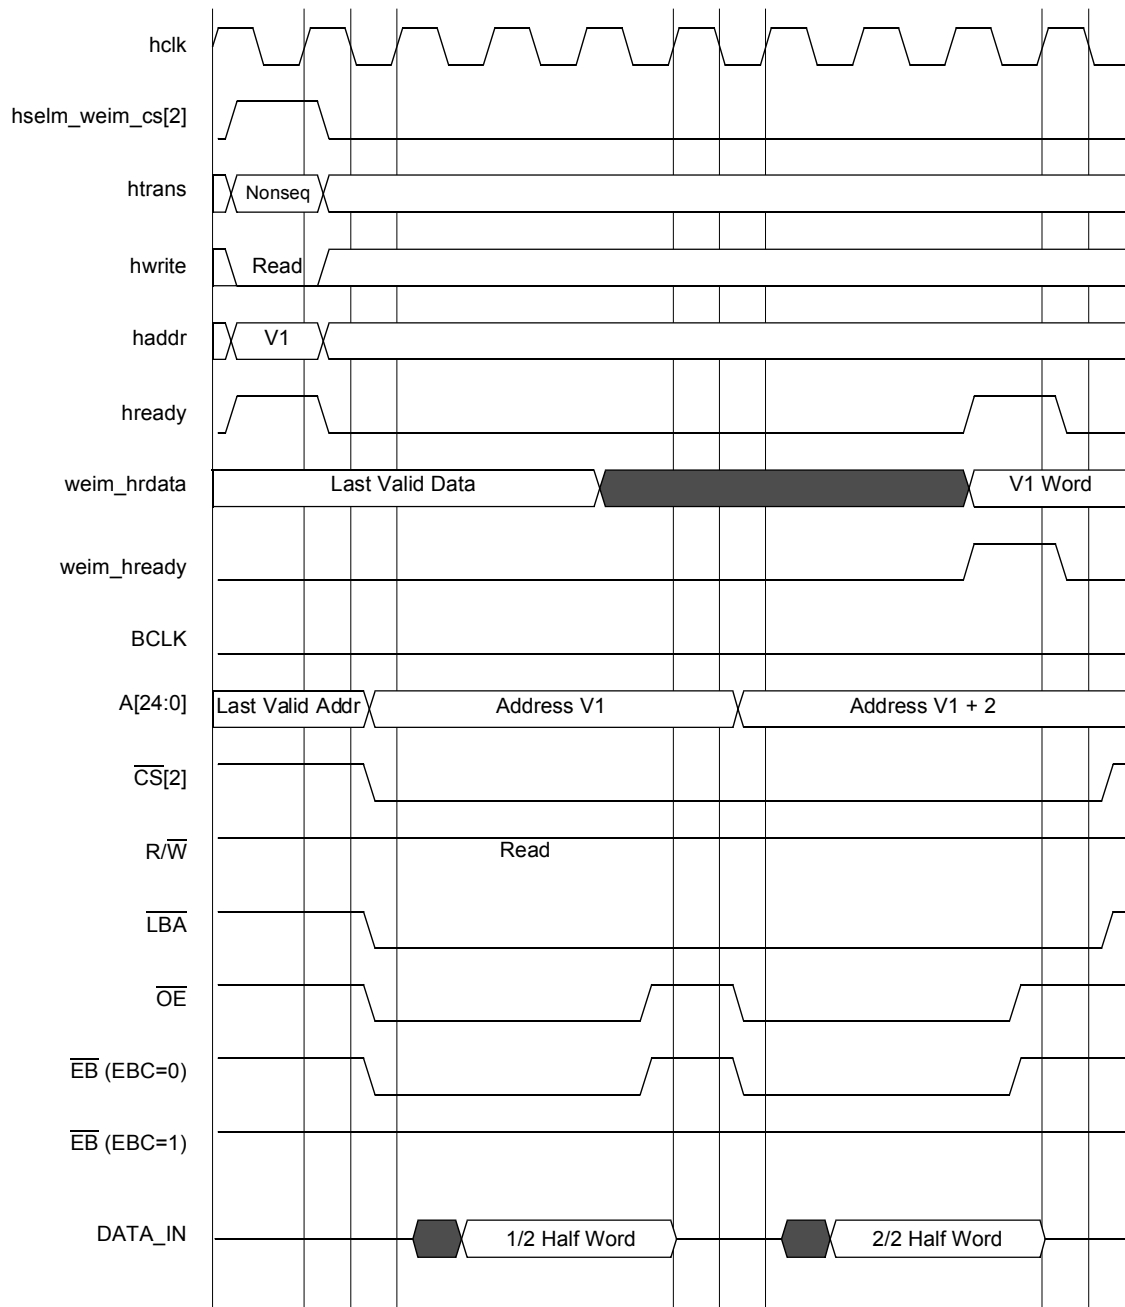 hclk
hselm_weim_cs[2]
htrans Nonseq
hwrite Read
haddr V1
hready
weim_hrdata Last Valid Data V1 Word
weim_hready
BCLK
A[24:0] Last Valid Addr Address V1 Address V1 + 2
CS[2]
R/W Read
LBA
OE
EB (EBC=0)
EB (EBC=1)
DATA_IN 1/2 Half Word 2/2 Half Word